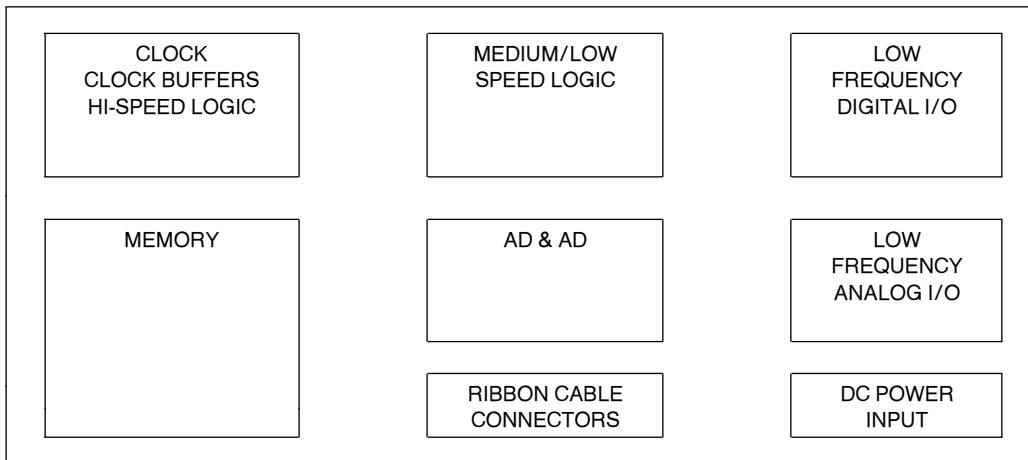 CLOCK
CLOCK BUFFERS
HI-SPEED LOGIC
MEDIUM/LOW
SPEED LOGIC
LOW
FREQUENCY
DIGITAL I/O
MEMORY
AD & AD
LOW
FREQUENCY
ANALOG I/O
RIBBON CABLE
CONNECTORS
DC POWER
INPUT